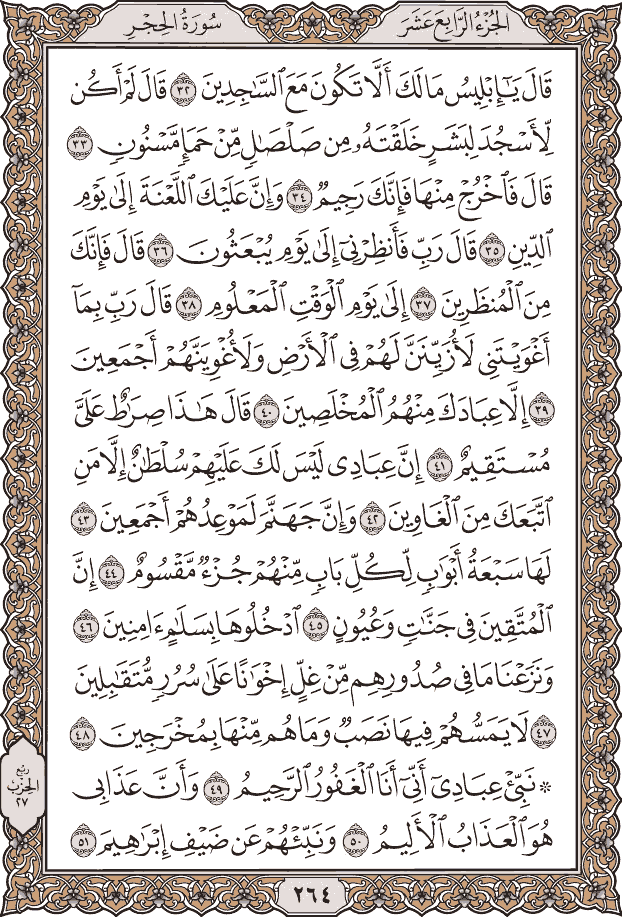 الجُزْءُ الرَّابِعَ عَشَرَ
سُورَةُ الحِجْرِ
قَالَ يَٰٓإِبْلِيسُ مَا لَكَ أَلَّا تَكُونَ مَعَ ٱلسَّٰجِدِينَ ٣٢ قَالَ لَمْ أَكُن
لِّأَسْجُدَ لِبَشَرٍ خَلَقْتَهُۥ مِن صَلْصَٰلٍ مِّنْ حَمَإٍ مَّسْنُونٍ ٣٣
قَالَ فَٱخْرُجْ مِنْهَا فَإِنَّكَ رَجِيمٌ ٣٤ وَإِنَّ عَلَيْكَ ٱللَّعْنَةَ إِلَىٰ يَوْمِ
ٱلدِّينِ ٣٥ قَالَ رَبِّ فَأَنظِرْنِىٓ إِلَىٰ يَوْمِ يُبْعَثُونَ ٣٦ قَالَ فَإِنَّكَ
مِنَ ٱلْمُنظَرِينَ ٣٧ إِلَىٰ يَوْمِ ٱلْوَقْتِ ٱلْمَعْلُومِ ٣٨ قَالَ رَبِّ بِمَآ
أَغْوَيْتَنِى لَأُزَيِّنَنَّ لَهُمْ فِى ٱلْأَرْضِ وَلَأُغْوِيَنَّهُمْ أَجْمَعِينَ
٣٩ إِلَّا عِبَادَكَ مِنْهُمُ ٱلْمُخْلَصِينَ ٤٠ قَالَ هَٰذَا صِرَٰطٌ عَلَىَّ
مُسْتَقِيمٌ ٤١ إِنَّ عِبَادِى لَيْسَ لَكَ عَلَيْهِمْ سُلْطَٰنٌ إِلَّا مَنِ
ٱتَّبَعَكَ مِنَ ٱلْغَاوِينَ ٤٢ وَإِنَّ جَهَنَّمَ لَمَوْعِدُهُمْ أَجْمَعِينَ ٤٣
لَهَا سَبْعَةُ أَبْوَٰبٍ لِّكُلِّ بَابٍ مِّنْهُمْ جُزْءٌ مَّقْسُومٌ ٤٤ إِنَّ
ٱلْمُتَّقِينَ فِى جَنَّٰتٍ وَعُيُونٍ ٤٥ ٱدْخُلُوهَا بِسَلَٰمٍ ءَامِنِينَ ٤٦
وَنَزَعْنَا مَا فِى صُدُورِهِم مِّنْ غِلٍّ إِخْوَٰنًا عَلَىٰ سُرُرٍ مُّتَقَٰبِلِينَ
٤٧ لَا يَمَسُّهُمْ فِيهَا نَصَبٌ وَمَا هُم مِّنْهَا بِمُخْرَجِينَ ٤٨
۞ نَبِّئْ عِبَادِىٓ أَنِّىٓ أَنَا ٱلْغَفُورُ ٱلرَّحِيمُ ٤٩ وَأَنَّ عَذَابِى
هُوَ ٱلْعَذَابُ ٱلْأَلِيمُ ٥٠ وَنَبِّئْهُمْ عَن ضَيْفِ إِبْرَٰهِيمَ ٥١
رُبع
الحِزْب
٢٧
٢٦٤